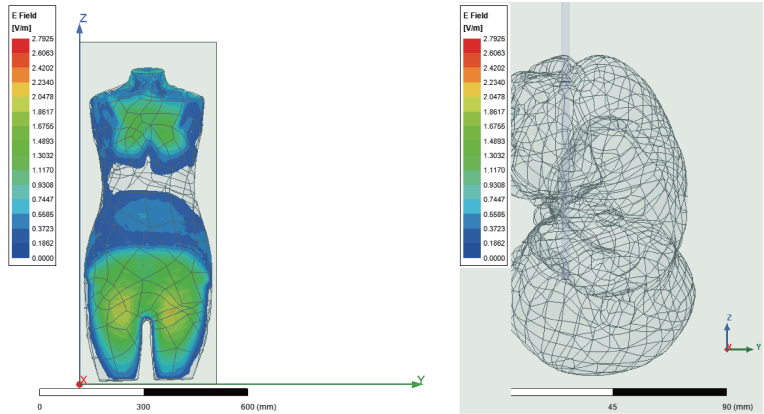 E Field
[V/m]
2.7925
2.6063
2.4202
2.2340
2.0478
1.8617
1.6755
1.4893
1.3032
1.1170
0.9308
0.7447
0.5585
0.3723
0.1862
0.0000
Z
X
Y
0
300
600 (mm)
E Field
[V/m]
2.7925
2.6063
2.4202
2.2340
2.0478
1.8617
1.6755
1.4893
1.3032
1.1170
0.9308
0.7447
0.5585
0.3723
0.1862
0.0000
Z
X
Y
45
90 (mm)